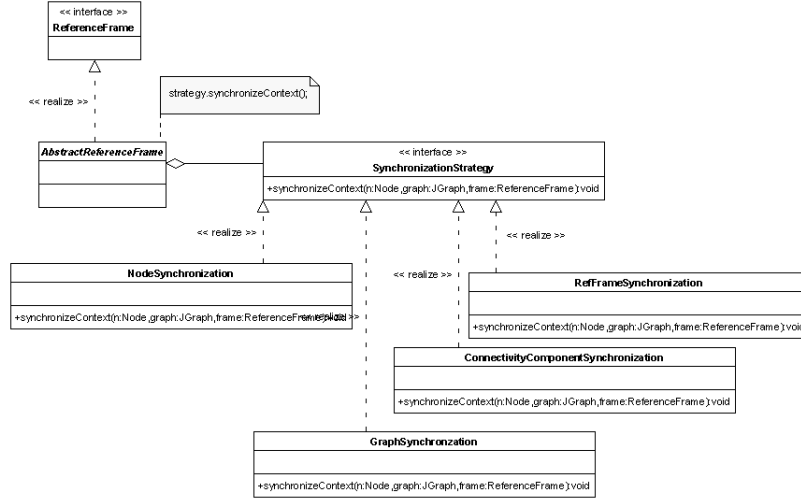 << interface >>
ReferenceFrame
<< realize >>
strategy.synchronizeContext();
AbstractReferenceFrame
<< interface >>
SynchronizationStrategy
+synchronizeContext(n:Node,graph:JGraph,frame:ReferenceFrame):void
<< realize >>
<< realize >>
<< realize >>
NodeSynchronization
+synchronizeContext(n:Node,graph:JGraph,frame:ReferenceFrame):void
<< realize >>
RefFrameSynchronization
+synchronizeContext(n:Node,graph:JGraph,frame:ReferenceFrame):void
ConnectivityComponentSynchronization
+synchronizeContext(n:Node,graph:JGraph,frame:ReferenceFrame):void
GraphSynchronzation
+synchronizeContext(n:Node,graph:JGraph,frame:ReferenceFrame):void